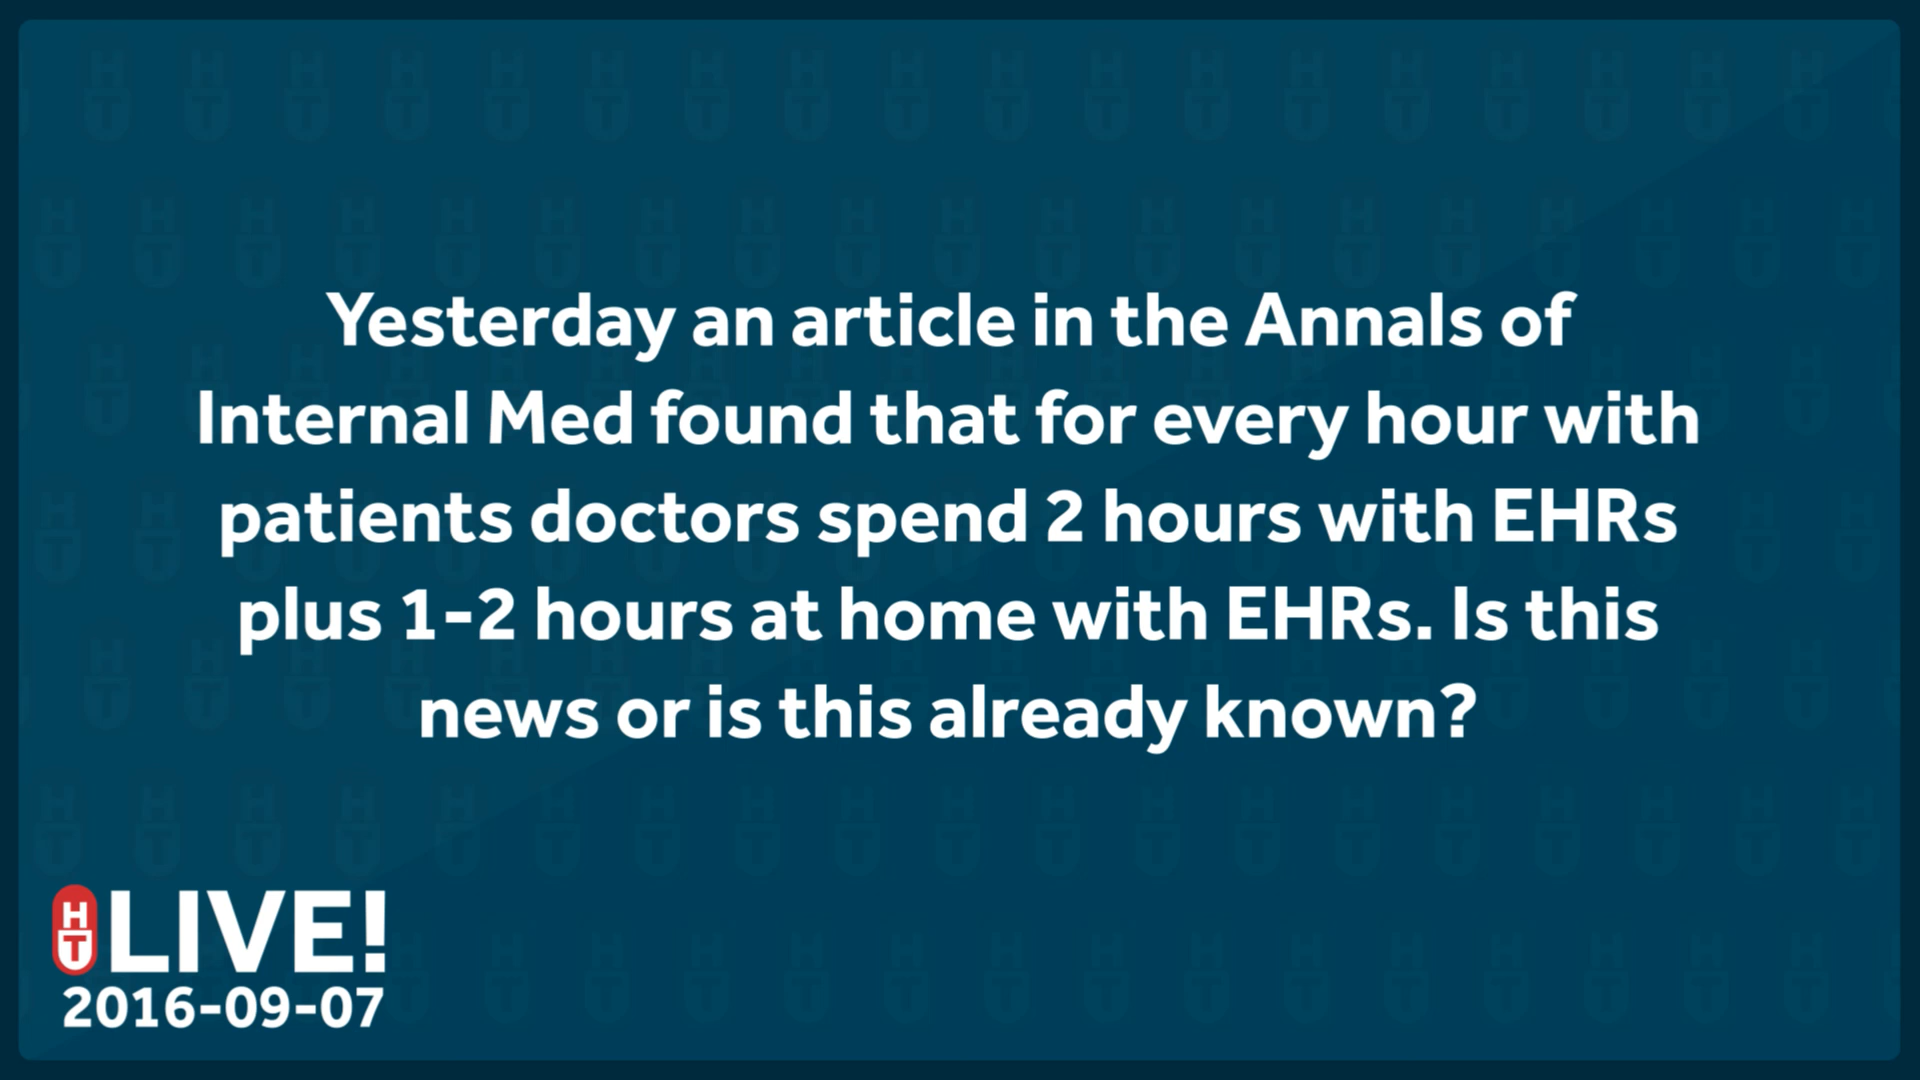 Yesterday an article in the Annals of
Internal Med found that for every hour with
patients doctors spend 2 hours with EHRs
plus 1-2 hours at home with EHRs. Is this
news or is this already known?
HT LIVE!
2016-09-07